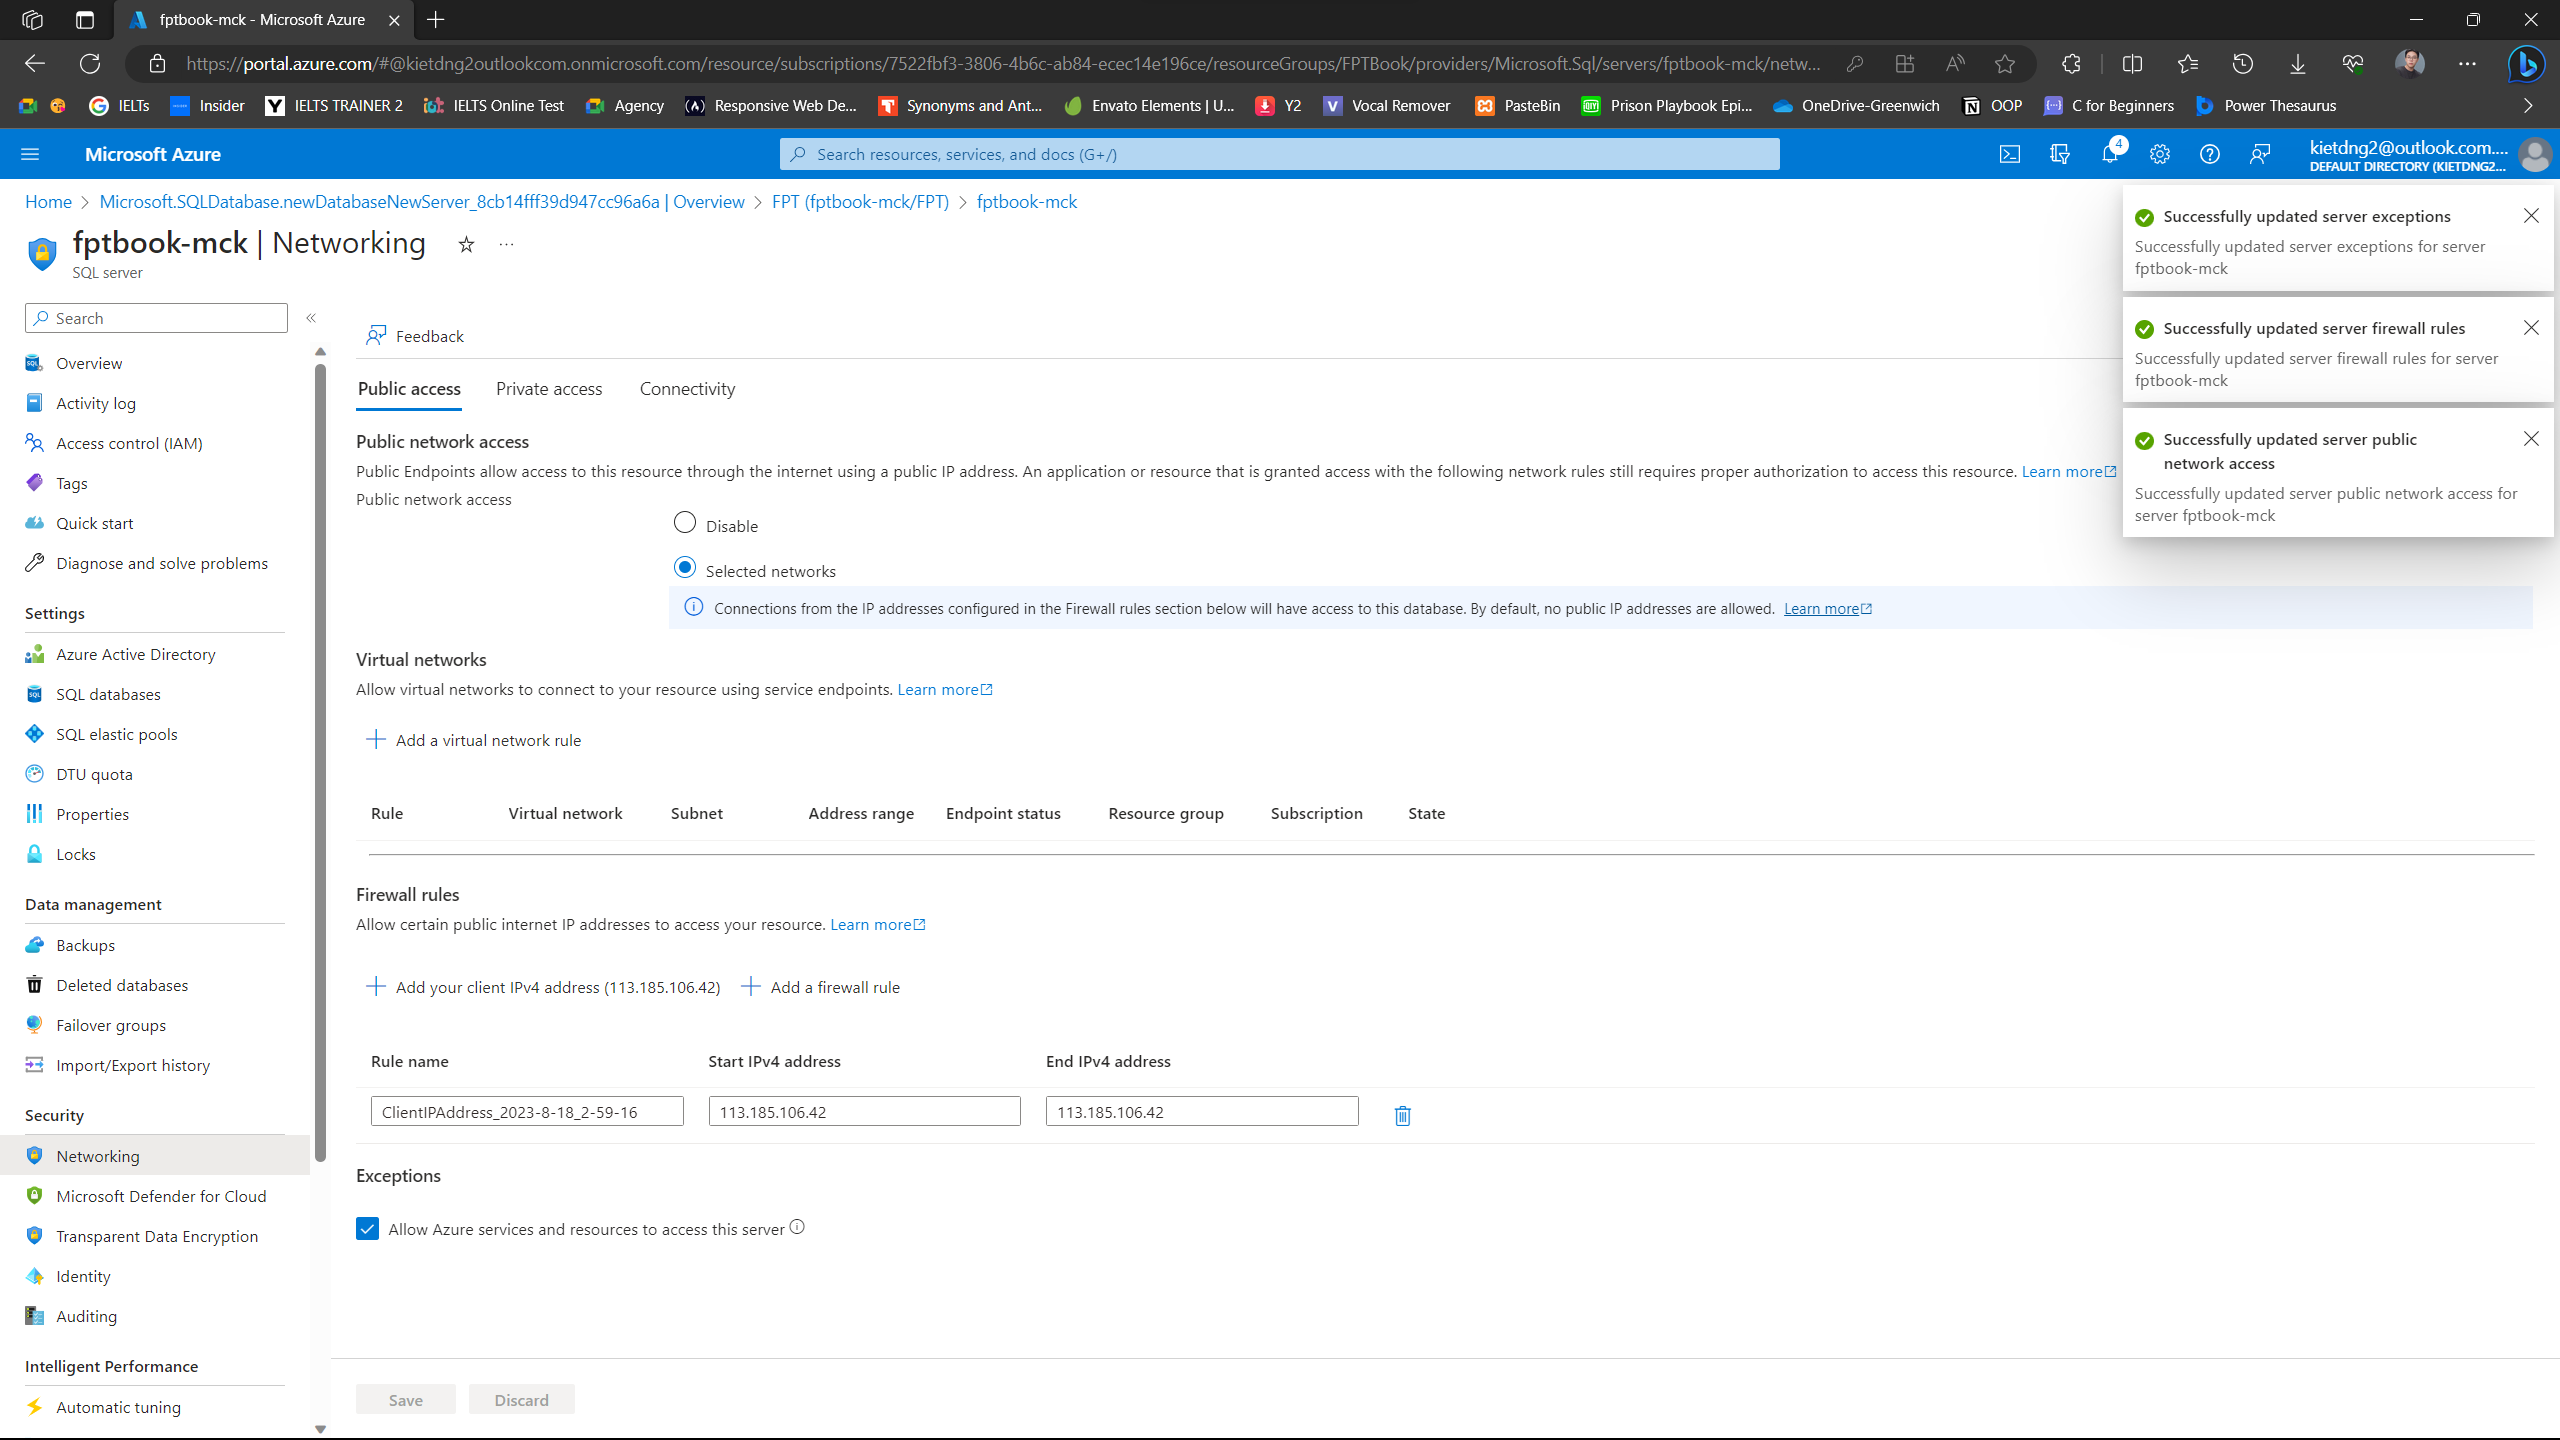 fptbook-mck - Microsoft Azure
https://portal.azure.com/#@kietdng2outlookcom.onmicrosoft.com/resource/subscriptions/7522fbf3-3806-4b6c-ab84-ecec14e196ce/resourceGroups/FPTBook/providers/Microsoft.Sql/servers/fptbook-mck/netw...
IELTs
Insider
IELTS TRAINER 2
IELTS Online Test
Agency
Responsive Web De...
Synonyms and Ant...
Envato Elements | U...
Y2
Vocal Remover
PasteBin
Prison Playbook Epi...
OneDrive-Greenwich
OOP
C for Beginners
Power Thesaurus
Microsoft Azure
Search resources, services, and docs (G+/)
4
kietdng2@outlook.com....
DEFAULT DIRECTORY (KIETDNG2...
Home > Microsoft.SQLDatabase.newDatabaseNewServer_8cb14fff39d947cc96a6a | Overview > FPT (fptbook-mck/FPT) > fptbook-mck
fptbook-mck | Networking
SQL server
Search
Overview
Activity log
Access control (IAM)
Tags
Quick start
Diagnose and solve problems
Settings
Azure Active Directory
SQL databases
SQL elastic pools
DTU quota
Properties
Locks
Data management
Backups
Deleted databases
Failover groups
Import/Export history
Security
Networking
Microsoft Defender for Cloud
Transparent Data Encryption
Identity
Auditing
Intelligent Performance
Automatic tuning
Feedback
Public access
Private access
Connectivity
Public network access
Public Endpoints allow access to this resource through the internet using a public IP address. An application or resource that is granted access with the following network rules still requires proper authorization to access this resource. Learn more
Public network access
Disable
Selected networks
Connections from the IP addresses configured in the Firewall rules section below will have access to this database. By default, no public IP addresses are allowed. Learn more
Virtual networks
Allow virtual networks to connect to your resource using service endpoints. Learn more
Add a virtual network rule
Rule Virtual network Subnet Address range Endpoint status Resource group Subscription State
Firewall rules
Allow certain public internet IP addresses to access your resource. Learn more
Add your client IPv4 address (113.185.106.42)
Add a firewall rule
Rule name Start IPv4 address End IPv4 address
ClientIPAddress_2023-8-18_2-59-16 113.185.106.42 113.185.106.42
Exceptions
Allow Azure services and resources to access this server
Save
Discard
Successfully updated server exceptions
Successfully updated server exceptions for server
fptbook-mck
Successfully updated server firewall rules
Successfully updated server firewall rules for server
fptbook-mck
Successfully updated server public
network access
Successfully updated server public network access for
server fptbook-mck